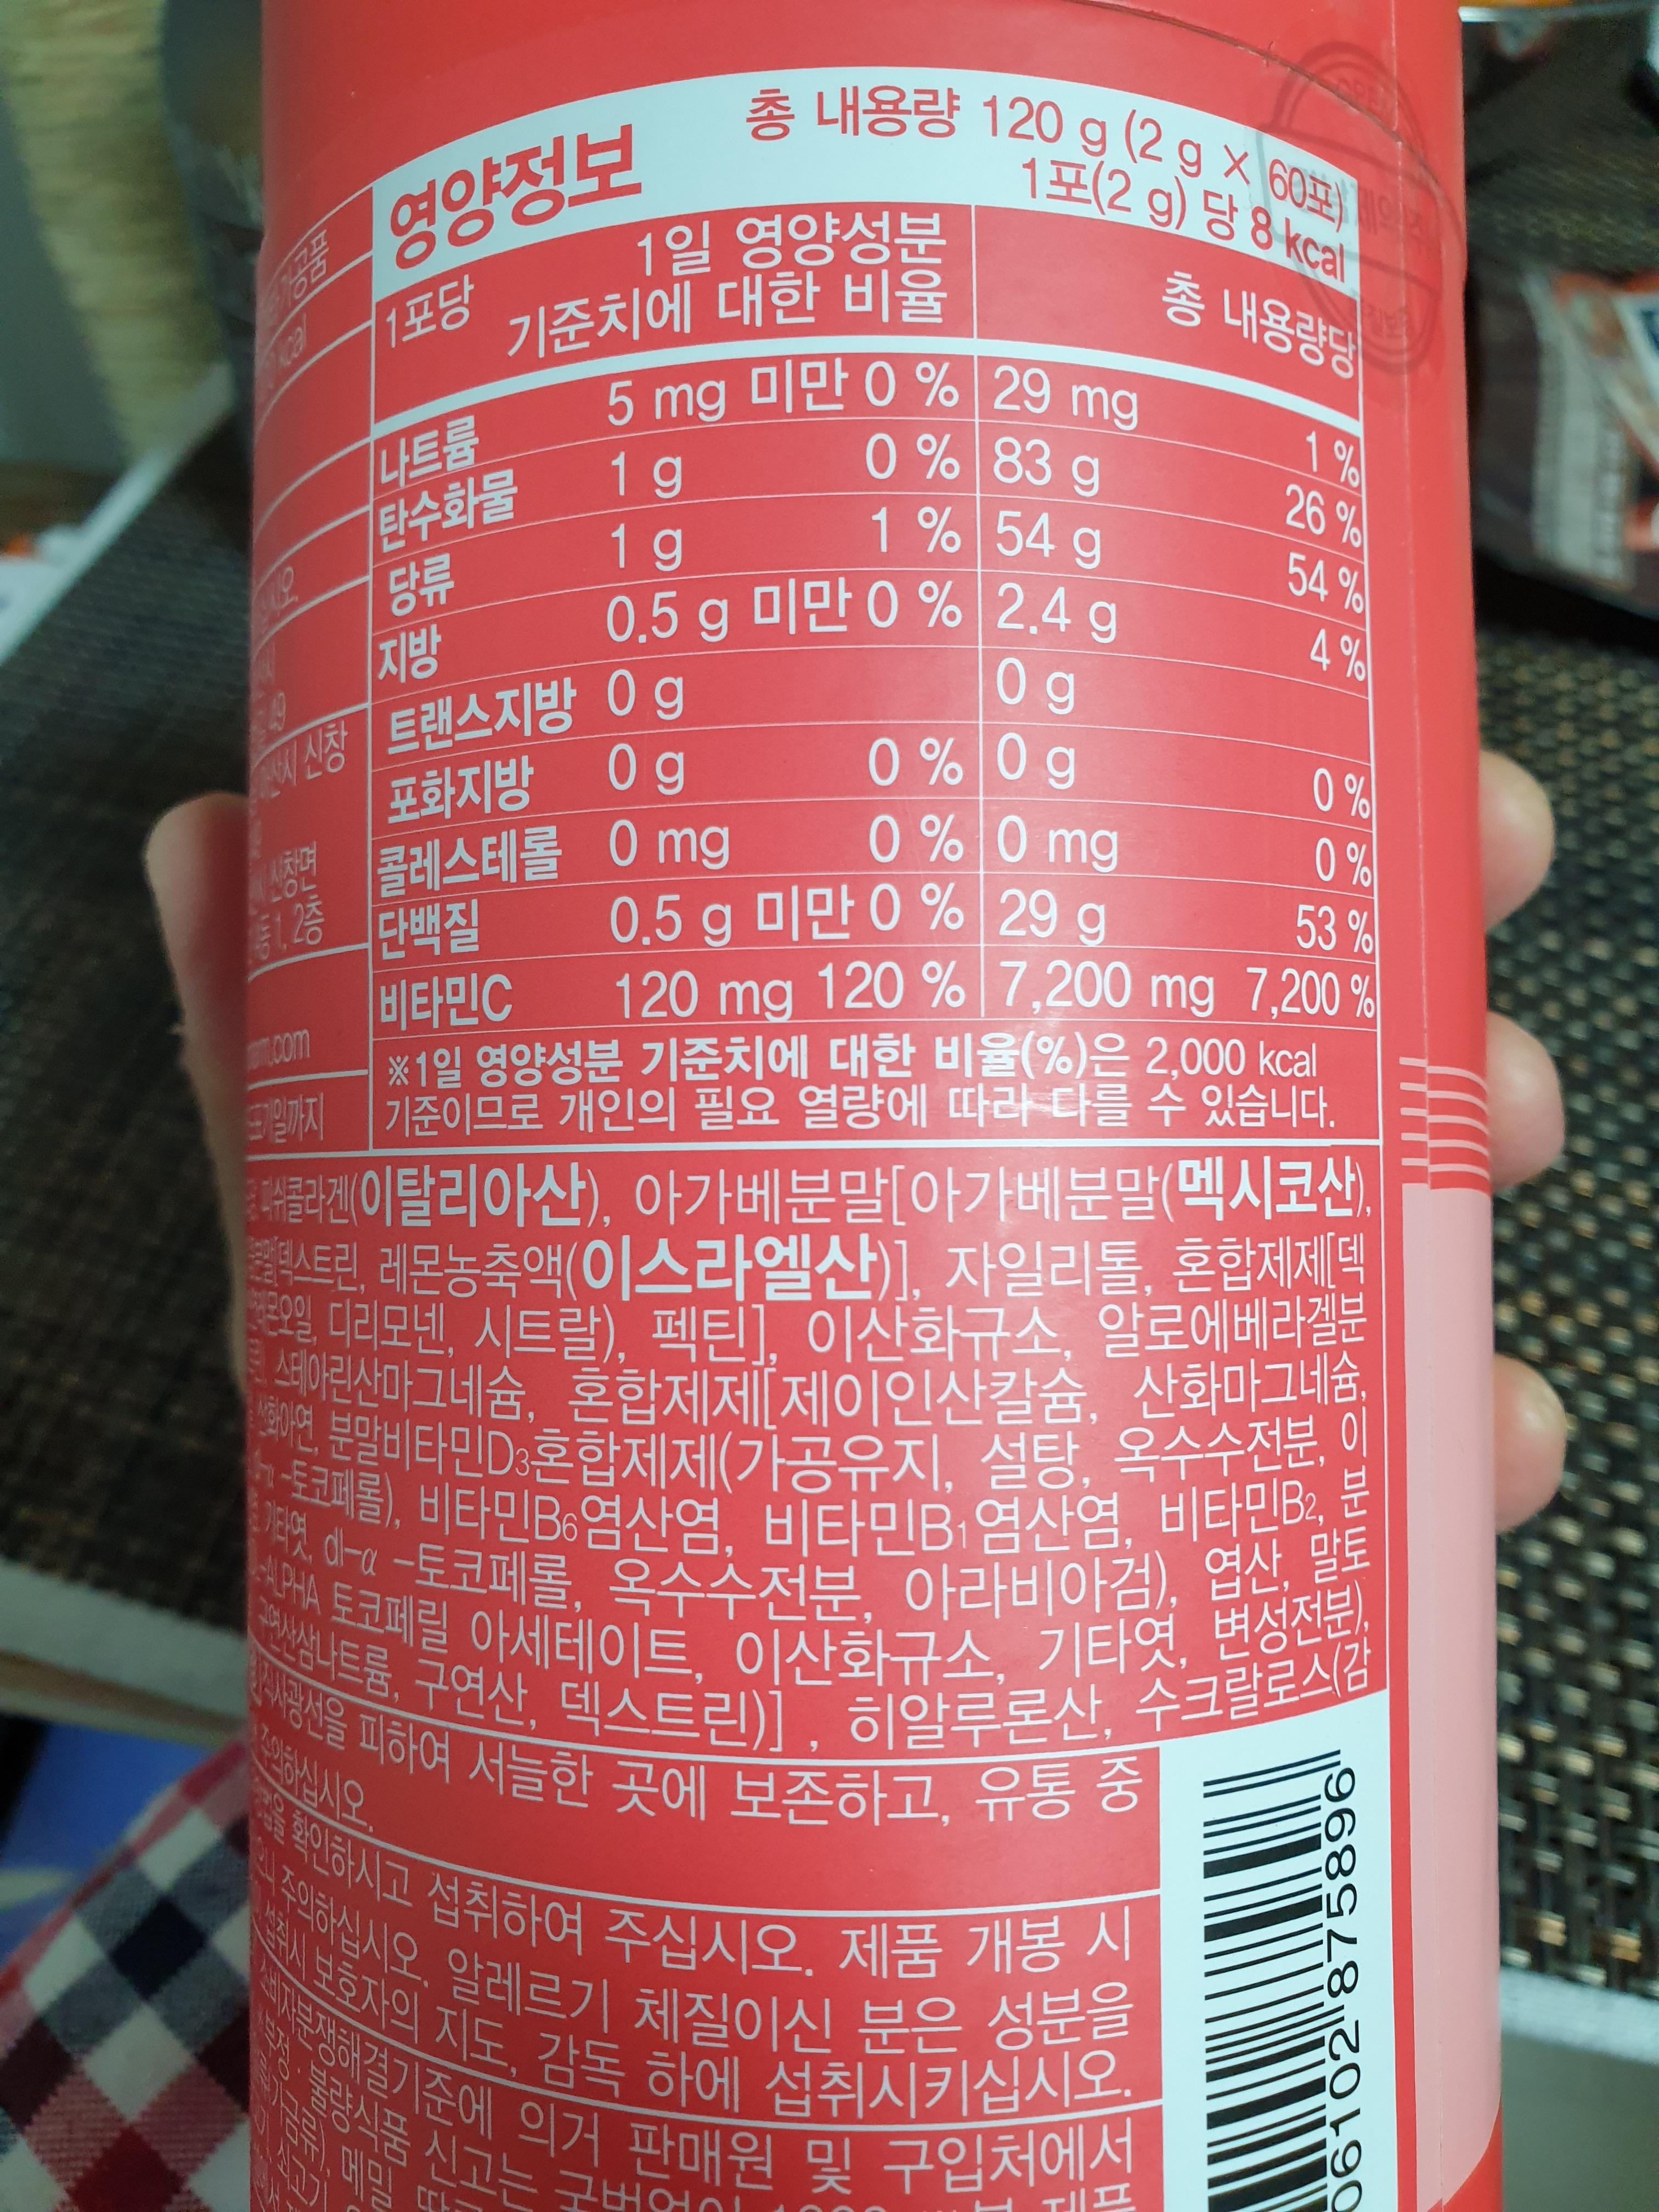 영양정보
총 내용량 120 g (2 g × 60포)
1포(2 g) 당 8 kcal
1포당
1일 영양성분
기준치에 대한 비율
총 내용량당
나트륨 5 mg 미만 0 % 29 mg 1 %
탄수화물 1 g 0 % 83 g 26 %
당류 1 g 1 % 54 g 54 %
지방 0.5 g 미만 0 % 2.4 g 4 %
트랜스지방 0 g 0 g
포화지방 0 g 0 % 0 g 0 %
콜레스테롤 0 mg 0 % 0 mg 0 %
단백질 0.5 g 미만 0 % 29 g 53 %
비타민C 120 mg 120 % 7,200 mg 7,200 %
※1일 영양성분 기준치에 대한 비율(%)은 2,000 kcal
기준이므로 개인의 필요 열량에 따라 다를 수 있습니다.
피쉬콜라겐(이탈리아산), 아가베분말[아가베분말(멕시코산),
덱스트린, 레몬농축액(이스라엘산)], 자일리톨, 혼합제제[덱
디리모넨, 시트랄), 펙틴], 이산화규소, 알로에베라겔분
스테아린산마그네슘, 혼합제제[제이인산칼슘, 산화마그네슘,
산화아연, 분말비타민D3혼합제제(가공유지, 설탕, 옥수수전분, 이
-토코페롤), 비타민B6염산염, 비타민B1염산염, 비타민B2, 분
기타엿, dl-α -토코페롤, 옥수수전분, 아라비아검), 엽산, 말토
-ALPHA 토코페릴 아세테이트, 이산화규소, 기타엿, 변성전분),
구연산삼나트륨, 구연산, 덱스트린)] , 히알루론산, 수크랄로스(감
직사광선을 피하여 서늘한 곳에 보존하고, 유통 중
주의하십시오.
확인하시고 섭취하여 주십시오. 제품 개봉 시
주의하십시오. 알레르기 체질이신 분은 성분을
섭취시 보호자의 지도, 감독 하에 섭취시키십시오.
소비자분쟁해결기준에 의거 판매원 및 구입처에서
부정·불량식품 신고는 국번없이
메밀
쇠고기
kcal
신창
신창면
2층
.com
06102 875896